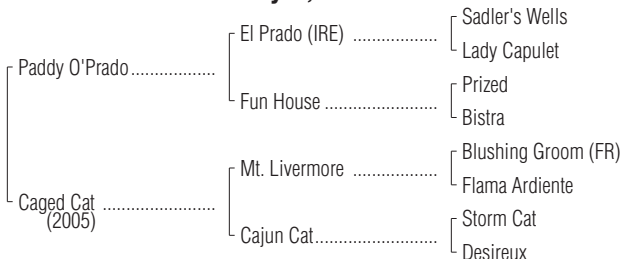 Sadler's Wells
El Prado (IRE) ....................
Lady Capulet
Paddy O'Prado..................
Prized
Fun House ........................
Bistra
Blushing Groom (FR)
Mt. Livermore ..................
Flama Ardiente
Caged Cat ........................
(2005)
Storm Cat
Cajun Cat..........................
Desireux